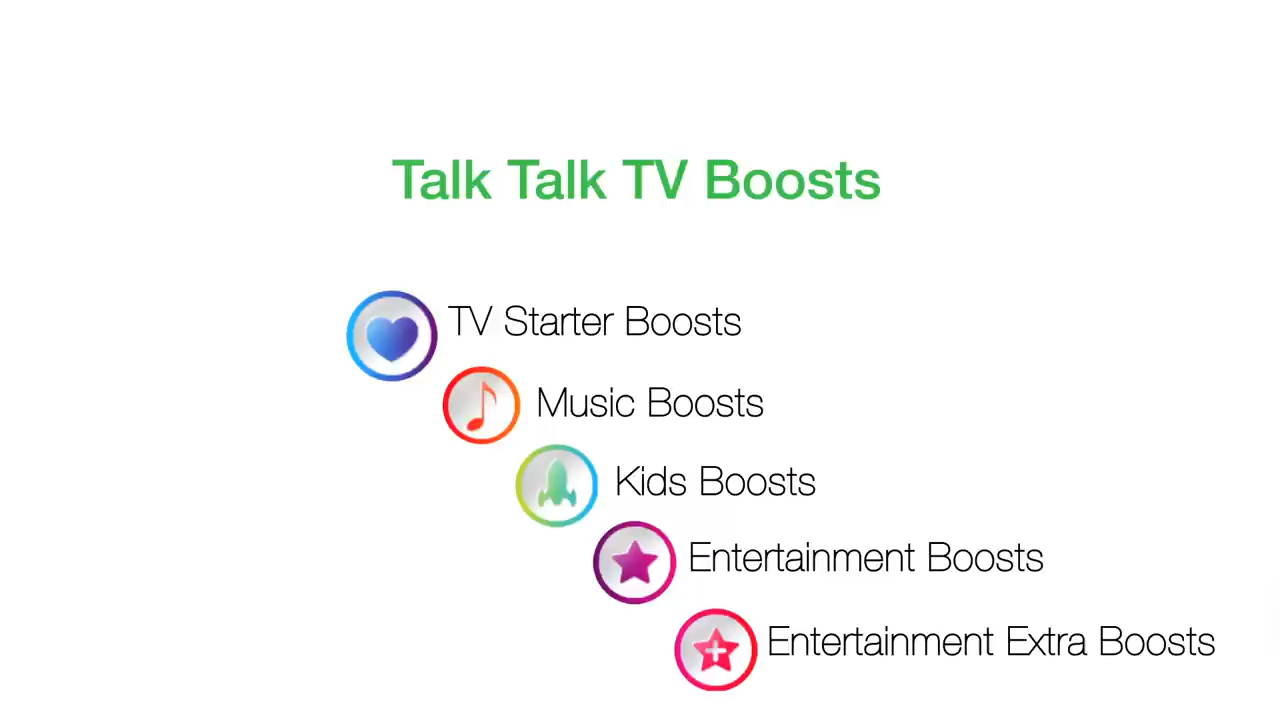 Talk Talk TV Boosts
TV Starter Boosts
Music Boosts
Kids Boosts
Entertainment Boosts
Entertainment Extra Boosts